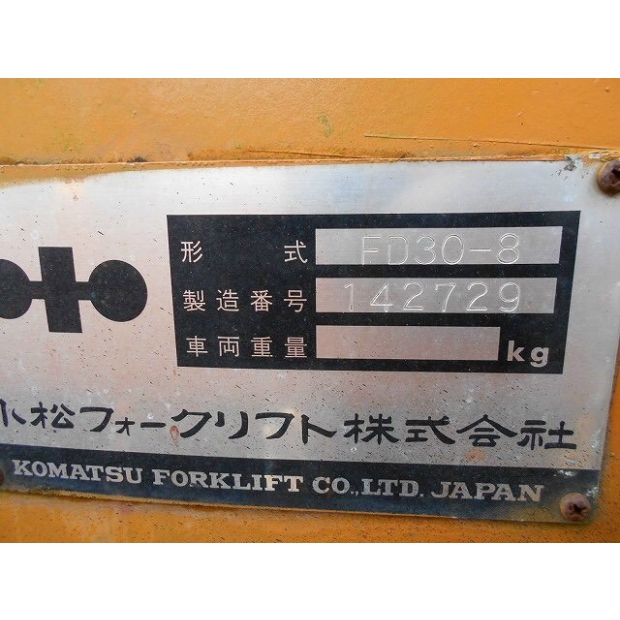 形 式 FD30-8
製造番号 142729
車両重量 kg
小松フォークリフト株式会社
KOMATSU FORKLIFT CO.,LTD. JAPAN